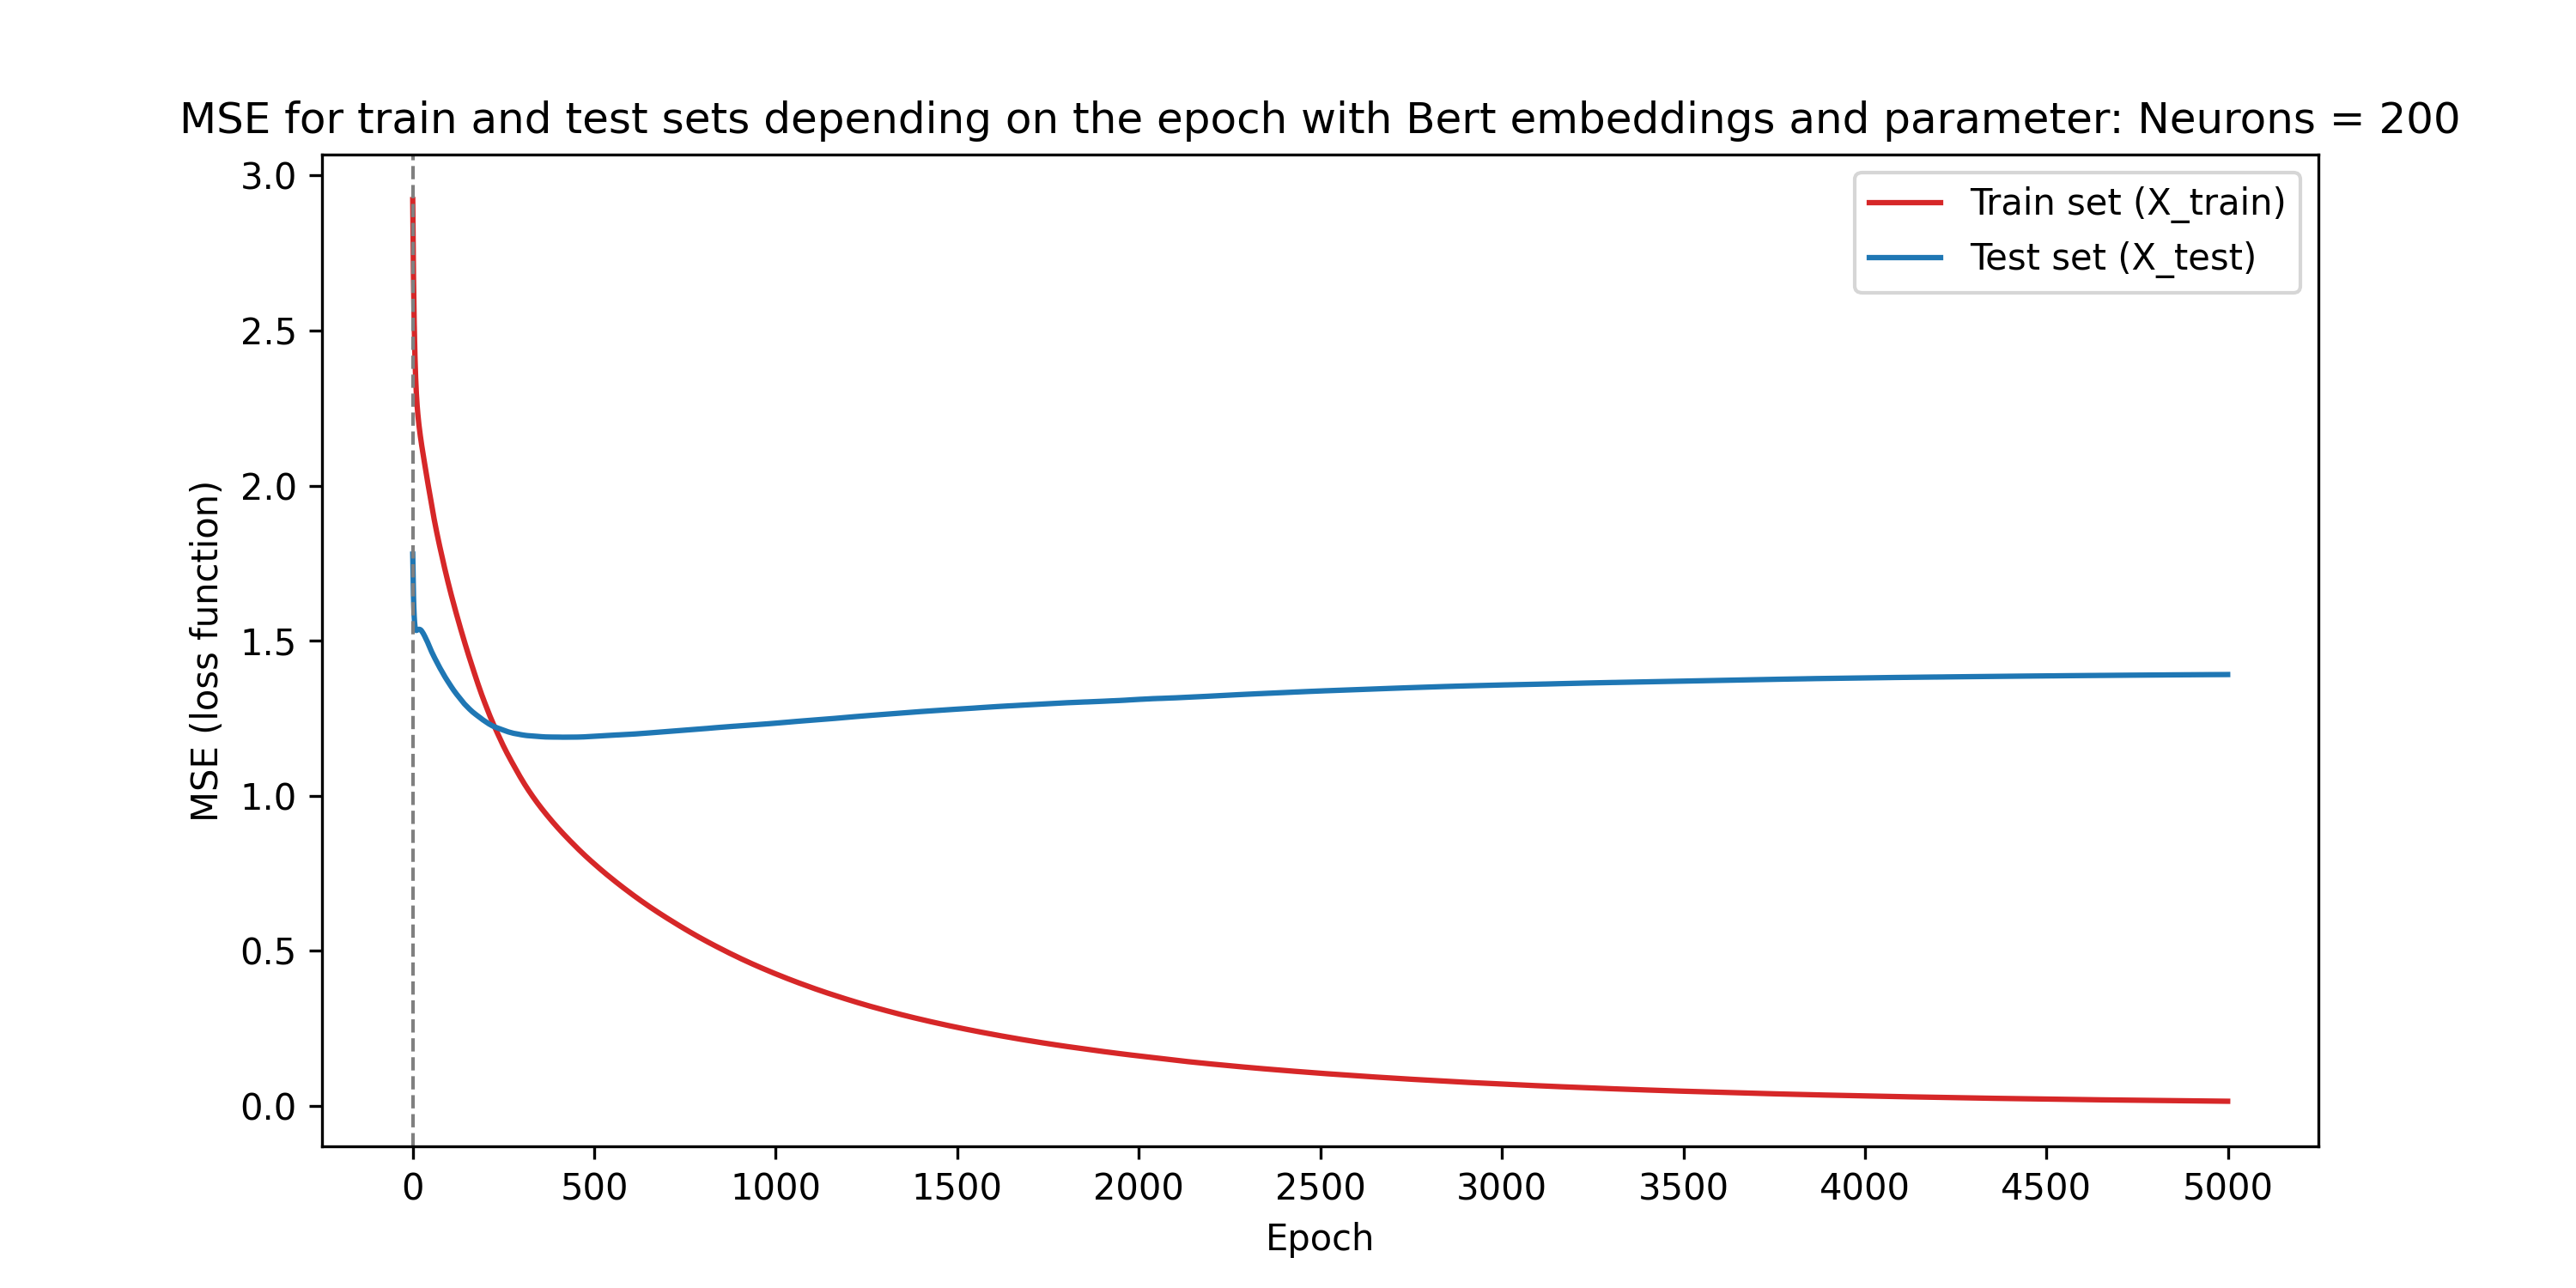 MSE for train and test sets depending on the epoch with Bert embeddings and parameter: Neurons = 200
Train set (X_train)
Test set (X_test)
MSE (loss function)
3.0
2.5
2.0
1.5
1.0
0.5
0.0
0 500 1000 1500 2000 2500 3000 3500 4000 4500 5000
Epoch